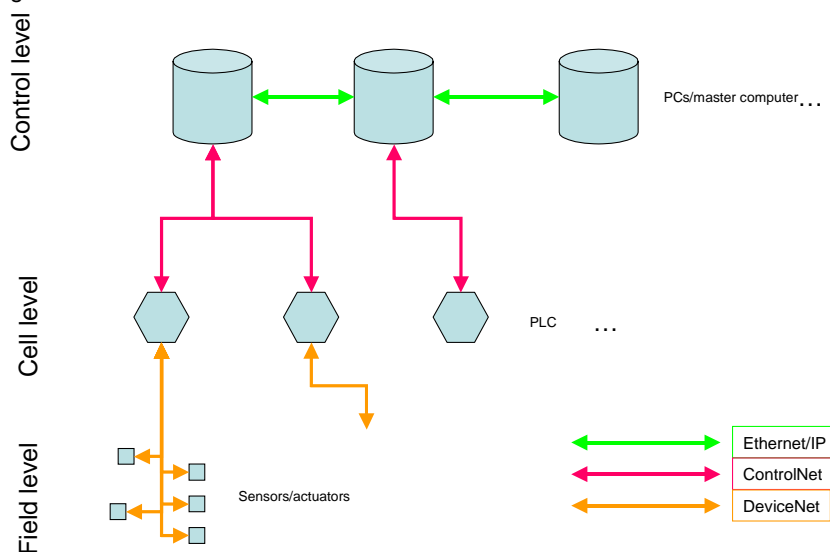 Control level
PCs/master computer...
Cell level
PLC ...
Field level
Sensors/actuators
Ethernet/IP
ControlNet
DeviceNet